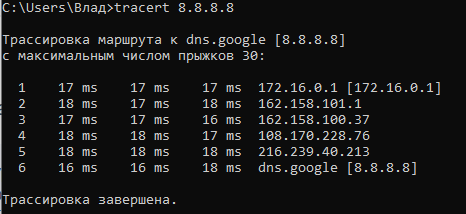 C:\Users\Влад>tracert 8.8.8.8
Трассировка маршрута к dns.google [8.8.8.8]
с максимальным числом прыжков 30:
1 17 ms 17 ms 17 ms 172.16.0.1 [172.16.0.1]
2 18 ms 17 ms 18 ms 162.158.101.1
3 17 ms 17 ms 16 ms 162.158.100.37
4 18 ms 17 ms 18 ms 108.170.228.76
5 18 ms 18 ms 18 ms 216.239.40.213
6 16 ms 16 ms 18 ms dns.google [8.8.8.8]
Трассировка завершена.